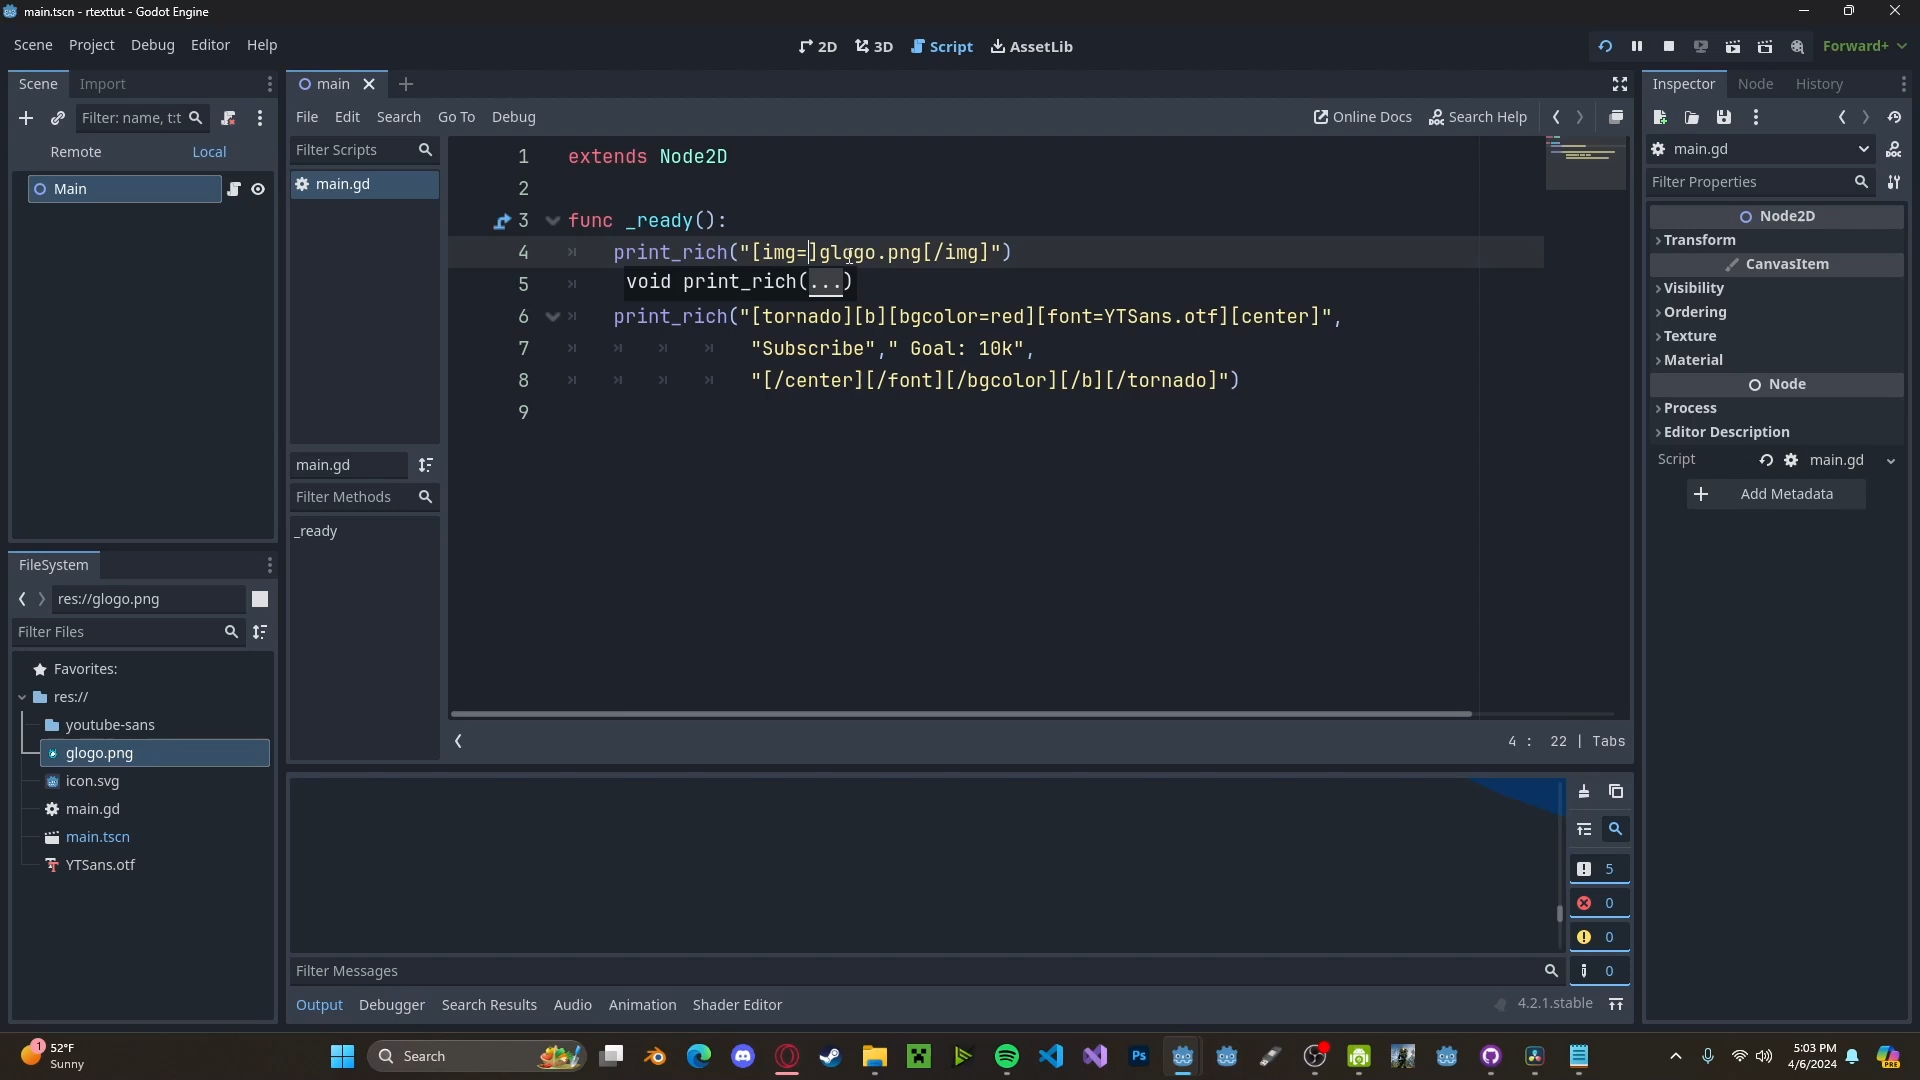 main.tscn - rtexttut - Godot Engine
Scene Project Debug Editor Help
2D 3D Script AssetLib
Forward+
Scene Import
main
Inspector Node History
Filter: name, t:t
File Edit Search Go To Debug
Online Docs Search Help
Remote Local
Filter Scripts
main.gd
Filter Properties
Main
main.gd
1 extends Node2D
2
3 func _ready():
4 print_rich("[img=]glogo.png[/img]")
5 void print_rich(...)
6 print_rich("[tornado][b][bgcolor=red][font=YTSans.otf][center]",
7 "Subscribe"," Goal: 10k",
8 "[/center][/font][/bgcolor][/b][/tornado]")
9
Node2D
Transform
CanvasItem
Visibility
Ordering
Texture
Material
Node
Process
Editor Description
Script main.gd
Add Metadata
main.gd
Filter Methods
_ready
FileSystem
res://glogo.png
Filter Files
Favorites:
res://
youtube-sans
glogo.png
icon.svg
main.gd
main.tscn
YTSans.otf
4 : 22 | Tabs
5
0
0
0
Filter Messages
Output Debugger Search Results Audio Animation Shader Editor
4.2.1.stable
1
52°F
Sunny
Search
Ps
PRE
5:03 PM
4/6/2024